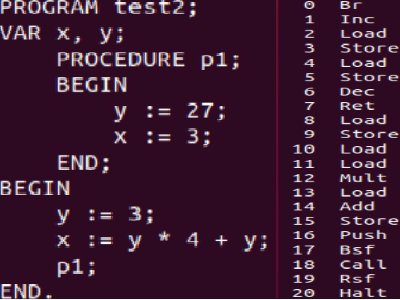 PROGRAM test2;
VAR x, y;
PROCEDURE p1;
BEGIN
y := 27;
x := 3;
END;
BEGIN
y := 3;
x := y * 4 + y;
p1;
END.
0 Br
1 Inc
2 Load
3 Store
4 Load
5 Store
6 Dec
7 Ret
8 Load
9 Store
10 Load
11 Load
12 Mult
13 Load
14 Add
15 Store
16 Push
17 Bsf
18 Call
19 Rsf
20 Halt